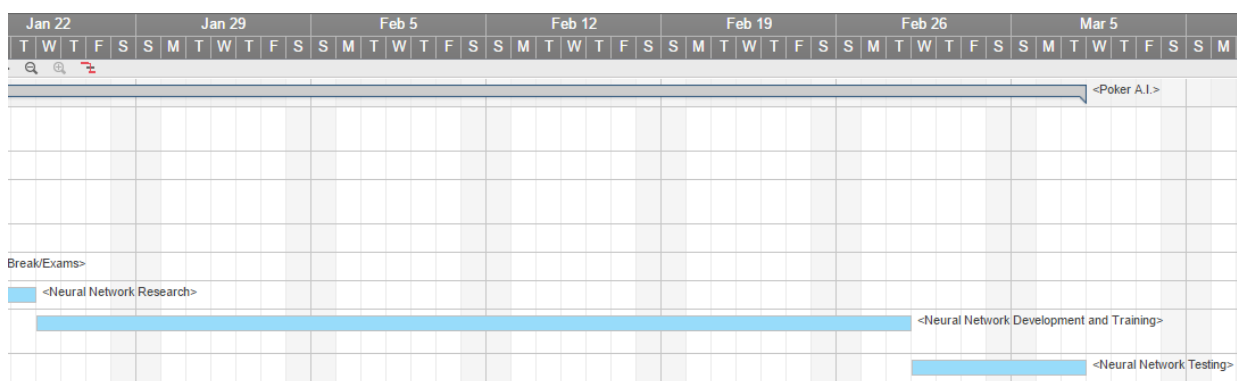 Jan 22 Jan 29 Feb 5 Feb 12 Feb 19 Feb 26 Mar 5
T W T F S S M T W T F S S M T W T F S S M T W T F S S M T W T F S S M T W T F S S M T W T F S S M
<Poker A.I.>
Break/Exams>
<Neural Network Research>
<Neural Network Development and Training>
<Neural Network Testing>